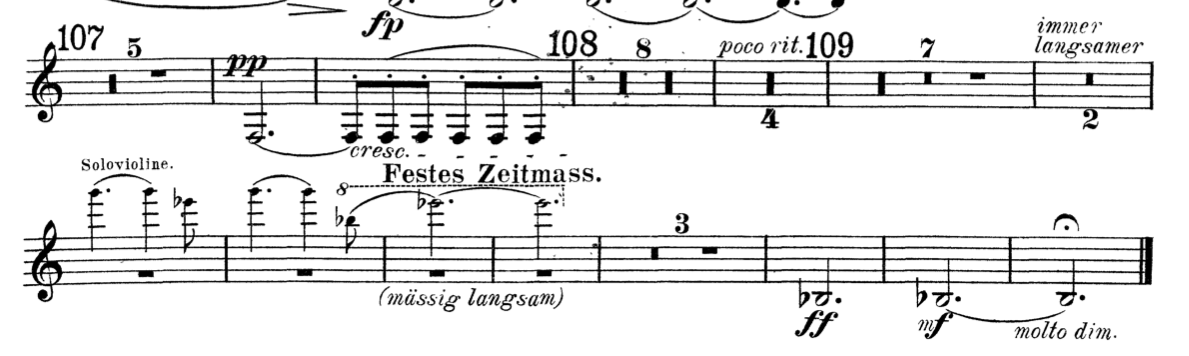 fp
107 5 pp 108 8 poco rit. 109 7 immer
langsamer
cresc. 4 2
Solovioline.
Festes Zeitmass.
8
3
(mässig langsam)
ff mf molto dim.